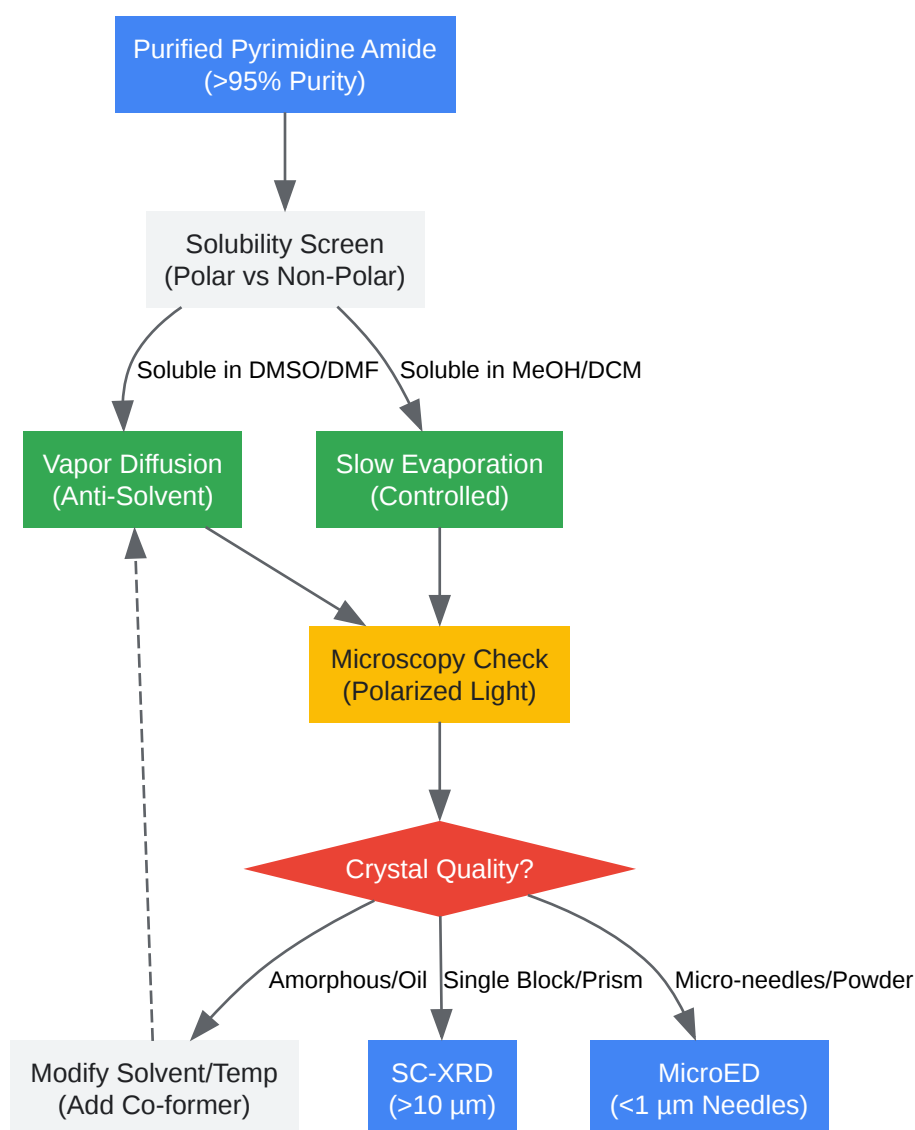 Purified Pyrimidine Amide
(>95% Purity)
Solubility Screen
(Polar vs Non-Polar)
Soluble in DMSO/DMF
Soluble in MeOH/DCM
Vapor Diffusion
(Anti-Solvent)
Slow Evaporation
(Controlled)
Microscopy Check
(Polarized Light)
Crystal Quality?
Amorphous/Oil
Single Block/Prism
Micro-needles/Powder
Modify Solvent/Temp
(Add Co-former)
SC-XRD
(>10 µm)
MicroED
(<1 µm Needles)